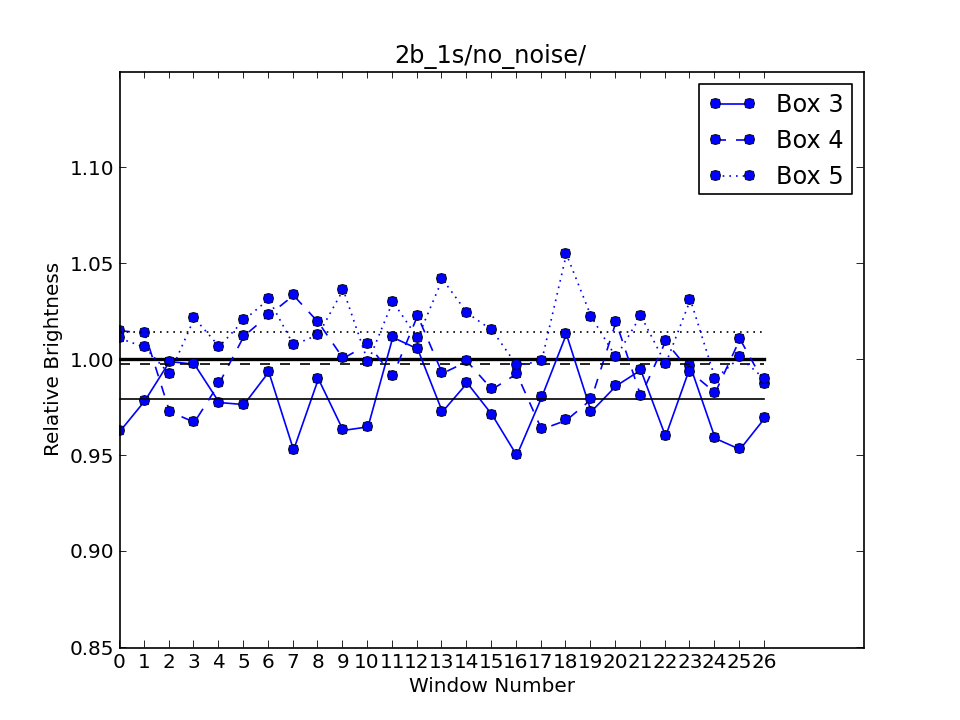 2b_1s/no_noise/
Box 3
Box 4
Box 5
1.10
1.05
1.00
0.95
0.90
0.85
Relative Brightness
0 1 2 3 4 5 6 7 8 9 10 11 12 13 14 15 16 17 18 19 20 21 22 23 24 25 26
Window Number